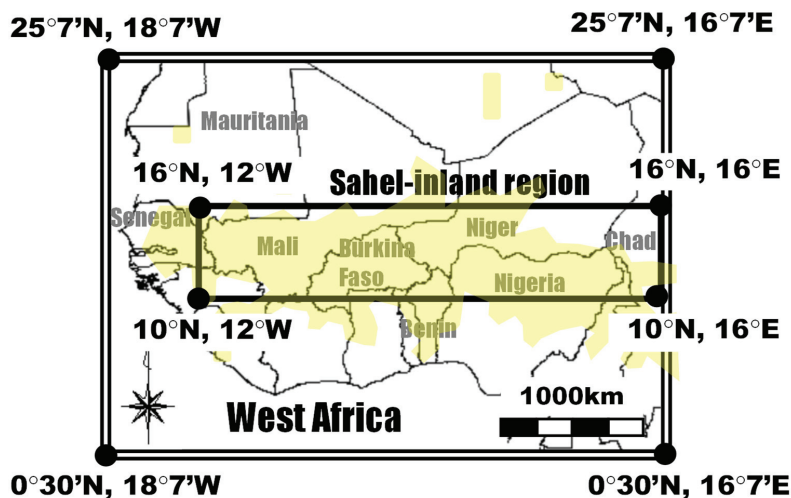 25°7'N, 18°7'W
25°7'N, 16°7'E
Mauritania
16°N, 12°W
Sahel-inland region
16°N, 16°E
Senegal
Niger
Chad
Mali
Burkina
Faso
Nigeria
10°N, 12°W
Benin
10°N, 16°E
1000km
West Africa
0°30'N, 18°7'W
0°30'N, 16°7'E